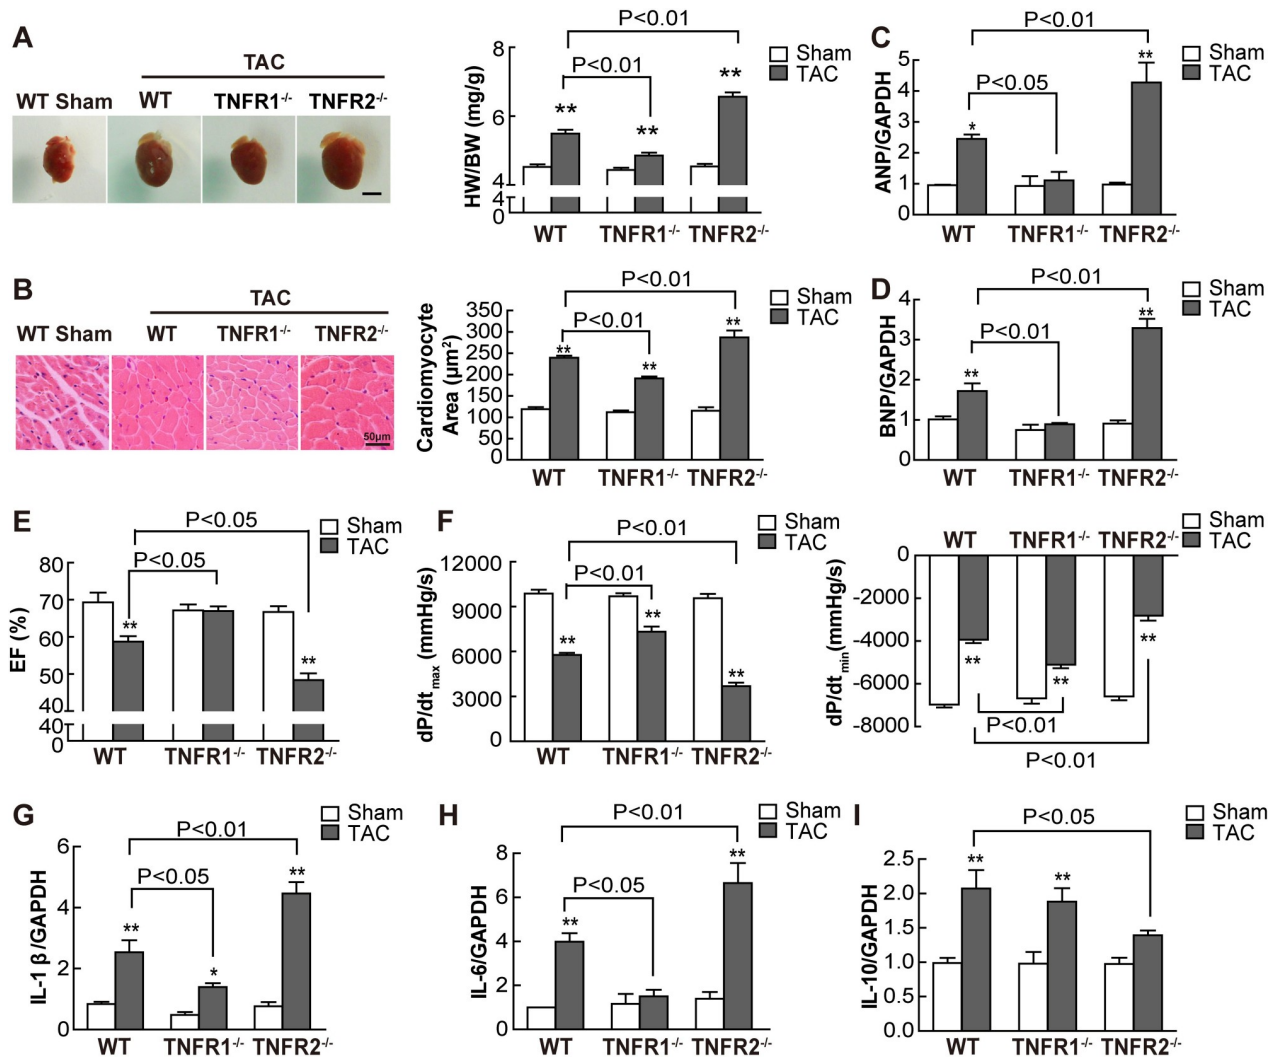 A
TAC
WT Sham WT TNFR1-/- TNFR2-/-
P<0.01
P<0.01
Sham
TAC
HW/BW (mg/g)
8
6
4
4
0
**
**
**
WT TNFR1-/- TNFR2-/-
C
P<0.01
P<0.05
Sham
TAC
ANP/GAPDH
5
4
3
2
1
0
*
**
WT TNFR1-/- TNFR2-/-
B
TAC
WT Sham WT TNFR1-/- TNFR2-/-
50μm
P<0.01
P<0.01
Sham
TAC
Cardiomyocyte
Area (μm2)
350
300
250
200
150
100
50
0
**
**
**
WT TNFR1-/- TNFR2-/-
D
P<0.01
P<0.01
Sham
TAC
BNP/GAPDH
4
3
2
1
0
**
**
WT TNFR1-/- TNFR2-/-
E
P<0.05
P<0.05
Sham
TAC
EF (%)
80
70
60
50
40
40
0
**
**
WT TNFR1-/- TNFR2-/-
F
P<0.01
P<0.01
Sham
TAC
dP/dtmax (mmHg/s)
12000
9000
6000
3000
0
**
**
**
WT TNFR1-/- TNFR2-/-
Sham
TAC
WT TNFR1-/- TNFR2-/-
dP/dtmin(mmHg/s)
0
-2000
-4000
-6000
-8000
**
**
**
P<0.01
P<0.01
G
P<0.01
P<0.05
Sham
TAC
IL-1 β/GAPDH
6
4
2
0
**
*
**
WT TNFR1-/- TNFR2-/-
H
P<0.01
P<0.05
Sham
TAC
IL-6/GAPDH
8
6
4
2
0
**
**
WT TNFR1-/- TNFR2-/-
I
P<0.05
Sham
TAC
IL-10/GAPDH
2.5
2.0
1.5
1.0
0.5
0.0
**
**
WT TNFR1-/- TNFR2-/-